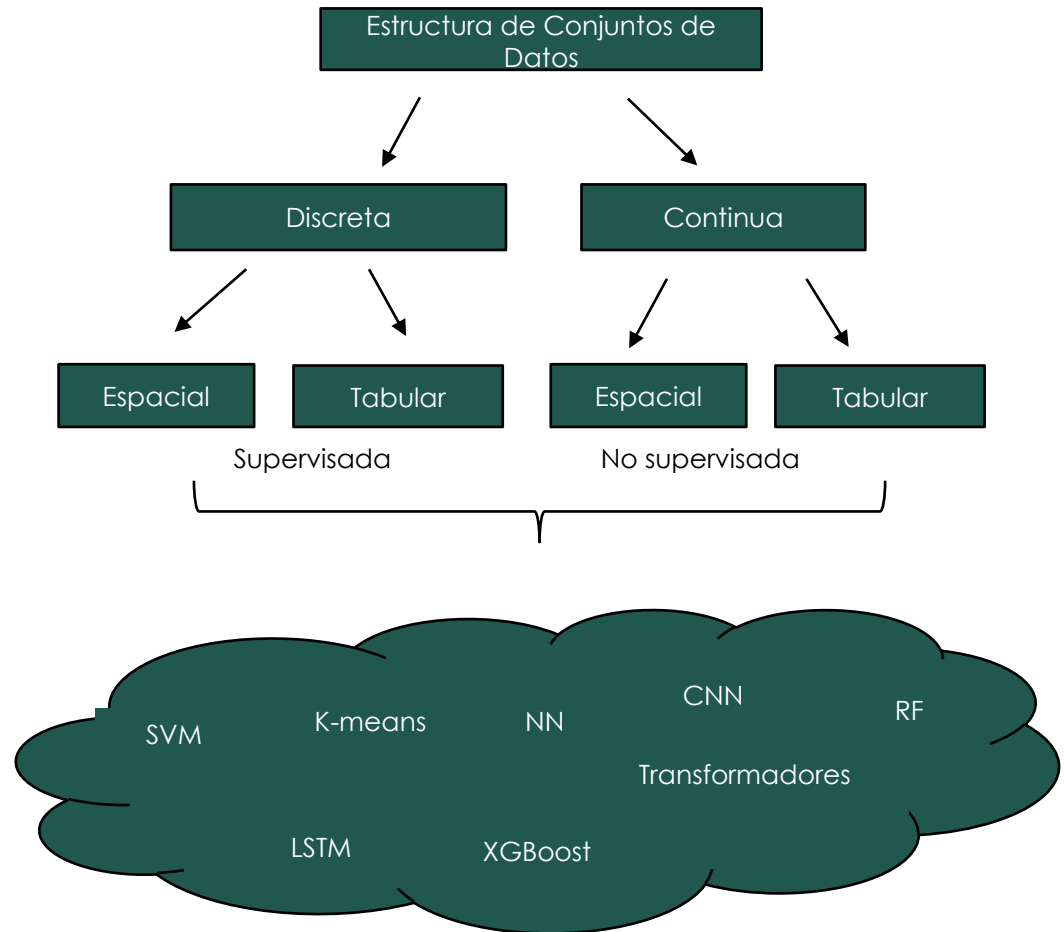 Estructura de Conjuntos de
Datos
Discreta
Continua
Espacial
Tabular
Espacial
Tabular
Supervisada
No supervisada
SVM
K-means
NN
CNN
RF
Transformadores
LSTM
XGBoost